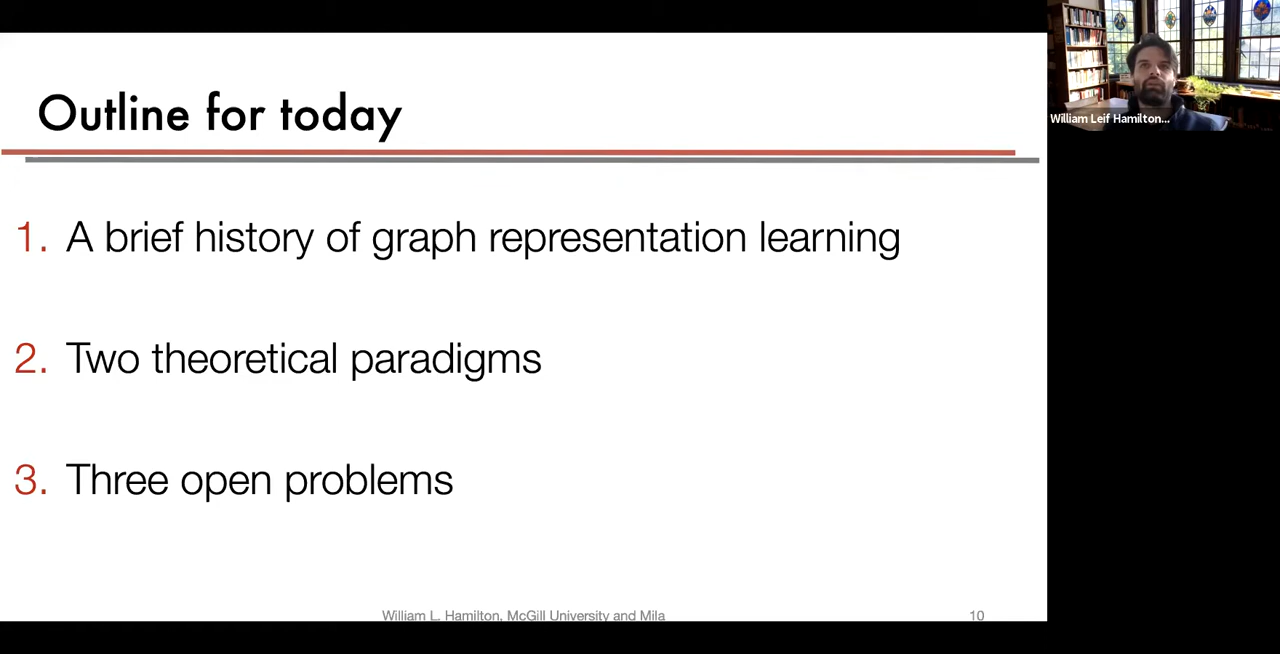 Outline for today
1. A brief history of graph representation learning
2. Two theoretical paradigms
3. Three open problems
William L. Hamilton, McGill University and Mila
10
William Leif Hamilton...